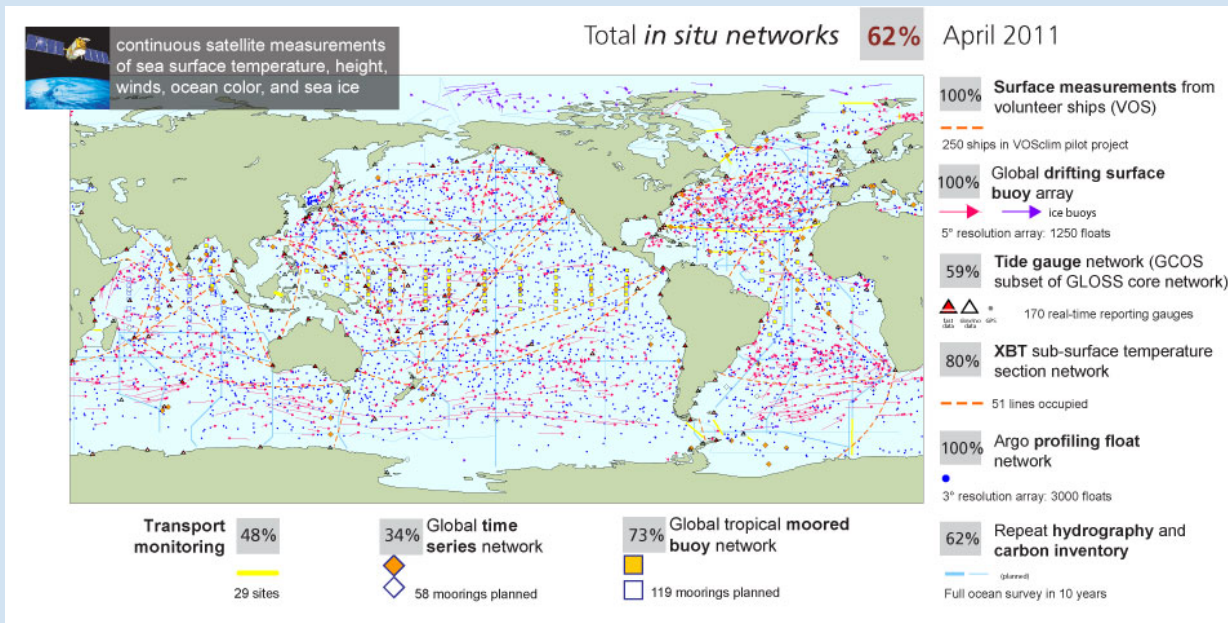 continuous satellite measurements
of sea surface temperature, height,
winds, ocean color, and sea ice
Total in situ networks 62% April 2011
100% Surface measurements from
volunteer ships (VOS)
250 ships in VOSclim pilot project
100% Global drifting surface
buoy array
ice buoys
5° resolution array: 1250 floats
59% Tide gauge network (GCOS
subset of GLOSS core network)
170 real-time reporting gauges
GPS
data data
80% XBT sub-surface temperature
section network
51 lines occupied
100% Argo profiling float
network
3° resolution array: 3000 floats
62% Repeat hydrography and
carbon inventory
(planned)
Full ocean survey in 10 years
Transport
monitoring 48%
29 sites
34% Global time
series network
58 moorings planned
73% Global tropical moored
buoy network
119 moorings planned